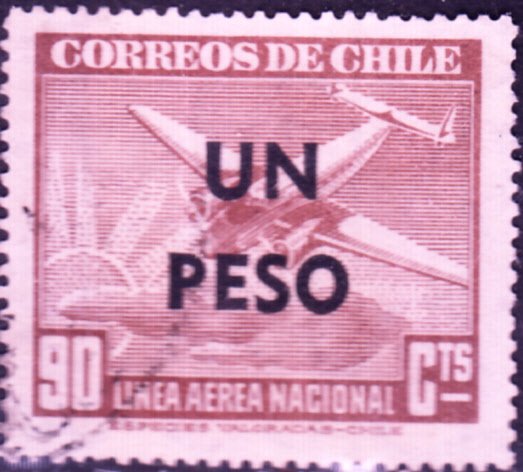 CORREOS DE CHILE
UN
PESO
90 CTS
LINEA AEREA NACIONAL
ESPECIES VALORADAS-CHILE